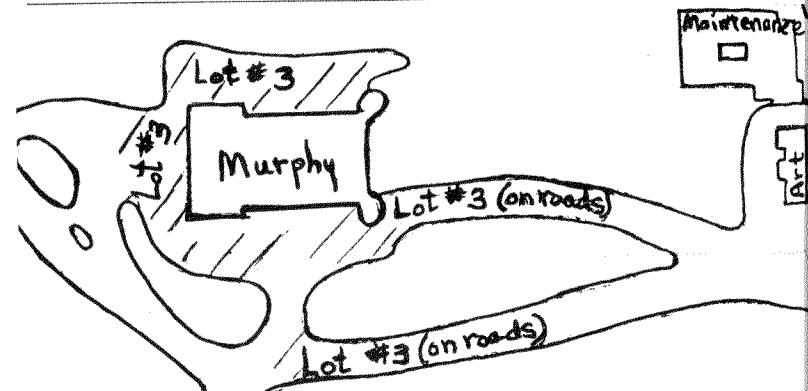 Maintenance
Lot #3
Lot #3
Murphy
Art
Lot #3 (on roads)
Lot #3 (on roads)